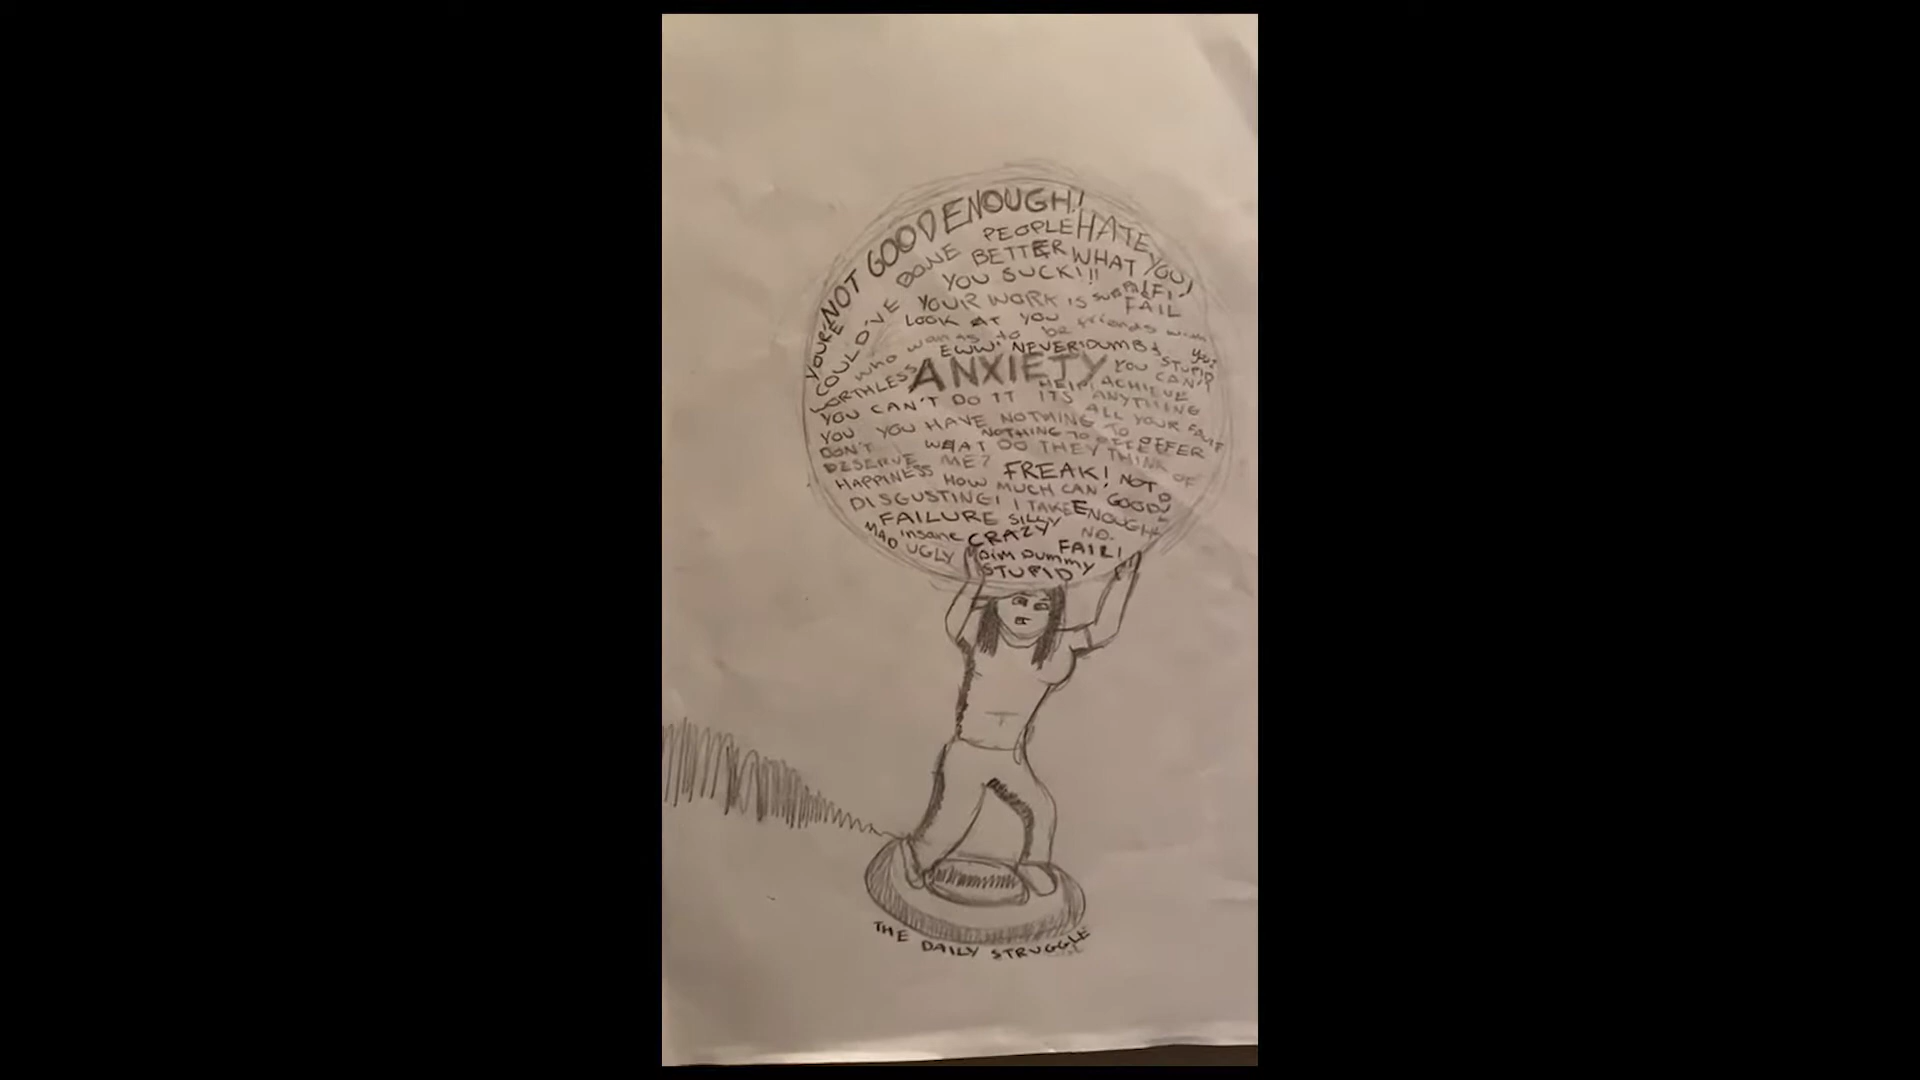 YOU'RE NOT GOOD ENOUGH!
PEOPLE HATE YOU!
COULD'VE DONE BETTER WHAT
YOU SUCK!!!
YOUR WORK IS
FAIL
LOOK AT YOU
who wants to be friends with you?
EWW! NEVER! DUMB &
STUPID
WORTHLESS ANXIETY YOU CAN'T
HELP! ACHIEVE
YOU CAN'T DO IT ITS ANYTHING
ALL YOUR FAULT
YOU YOU HAVE NOTHING TO
NOTHING TO OFFER
DON'T WHAT DO THEY THINK OF
DESERVE ME? FREAK! NOT
HAPPINESS HOW MUCH CAN GOOD
DISGUSTING! I TAKE ENOUGH
FAILURE SILLY NO.
MAD insane CRAZY FAIL!
UGLY Dim Dummy
STUPID
THE DAILY STRUGGLE